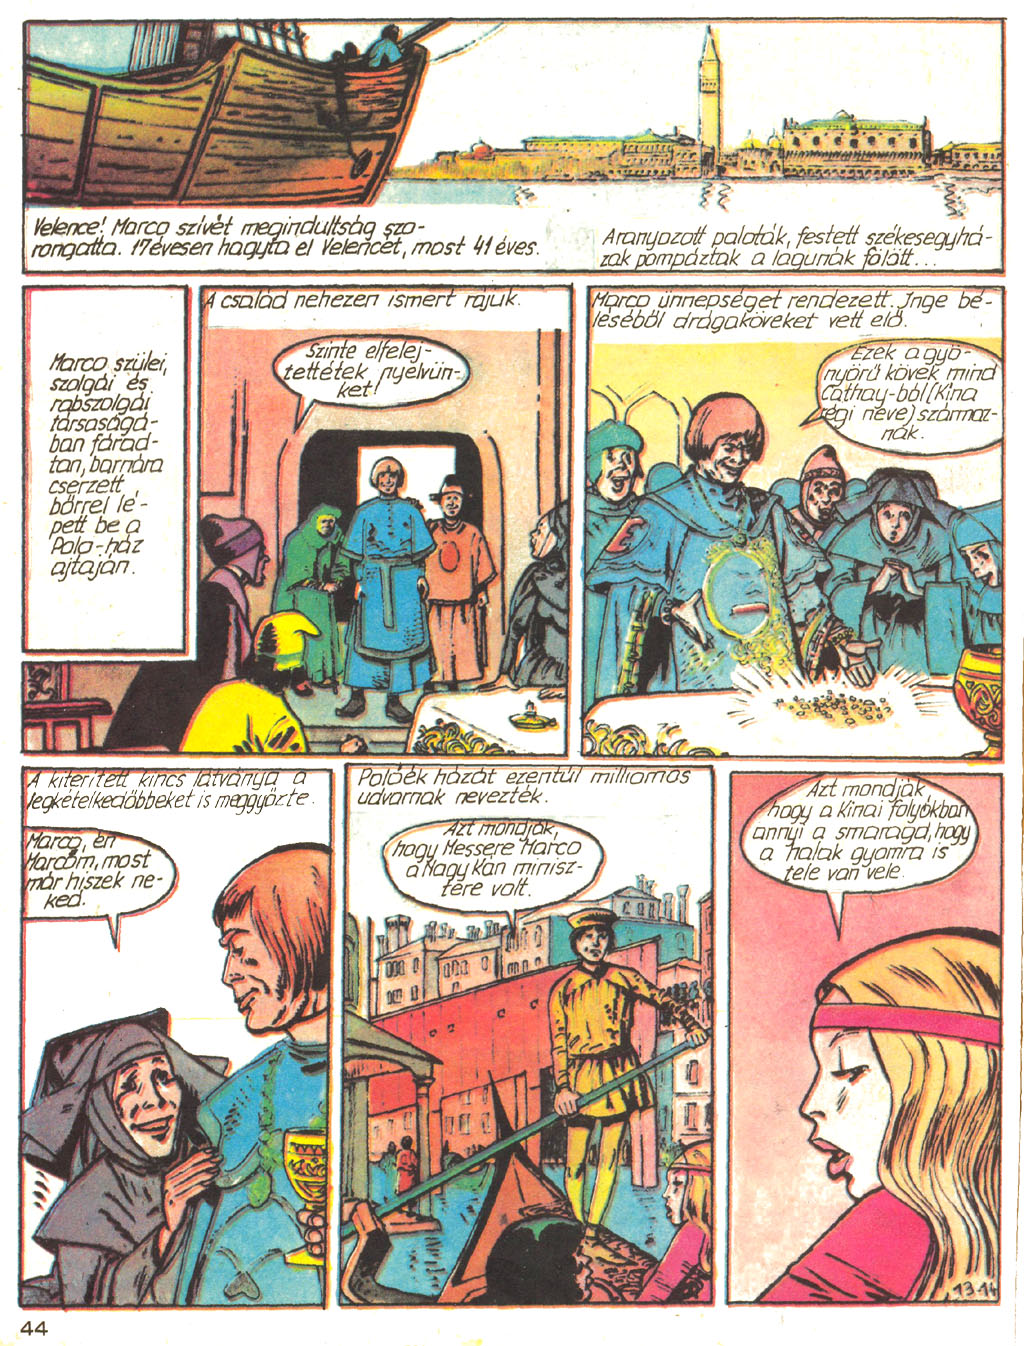 Velence! Marco szívét megindultság szo-
rongatta. 17 évesen hagyta el Velencét, most 41 éves.
Aranyozott paloták, festett székesegyhá-
zak pompáztak a lagunák fölött...
Marco szülei,
szolgái és
rabszolgái
társaságá-
ban fárad-
tan, barnára
cserzett
bőrrel lé-
pett be a
Polo-ház
ajtaján.
A család nehezen ismert rájuk.
Szinte elfelej-
tettétek nyelvün-
ket!
Marco ünnepséget rendezett. Inge bé-
léséből drágaköveket vett elő.
Ezek a gyö-
nyörű kövek mind
Cathay-ból (Kína
régi neve) származ-
nak.
A kiterített kincs látványa a
legkételkedőbbeket is meggyőzte.
Marco, én
Marcóm, most
már hiszek ne-
ked.
Polóék házát ezentúl milliomos
udvarnak nevezték.
Azt mondják,
hogy Messere Marco
a Nagy Kán minisz-
tere volt.
Azt mondják
hogy a Kínai folyókban
annyi a smaragd, hogy
a halak gyomra is
tele van vele.
13-14
44